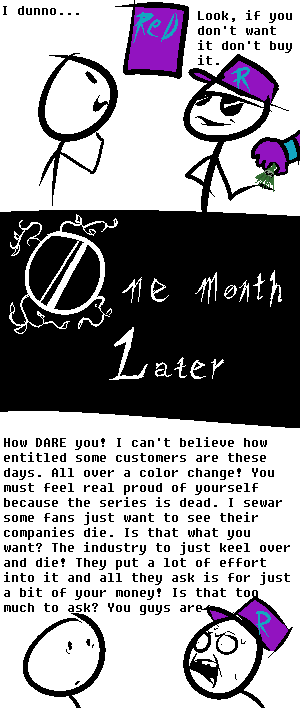 I dunno...
ReD
Look, if you
don't want
it don't buy
it.
R
One month
Later
How DARE you! I can't believe how
entitled some customers are these
days. All over a color change! You
must feel real proud of yourself
because the series is dead. I sewar
some fans just want to see their
companies die. Is that what you
want? The industry to just keel over
and die! They put a lot of effort
into it and all they ask is for just
a bit of your money! Is that too
much to ask? You guys are-
R